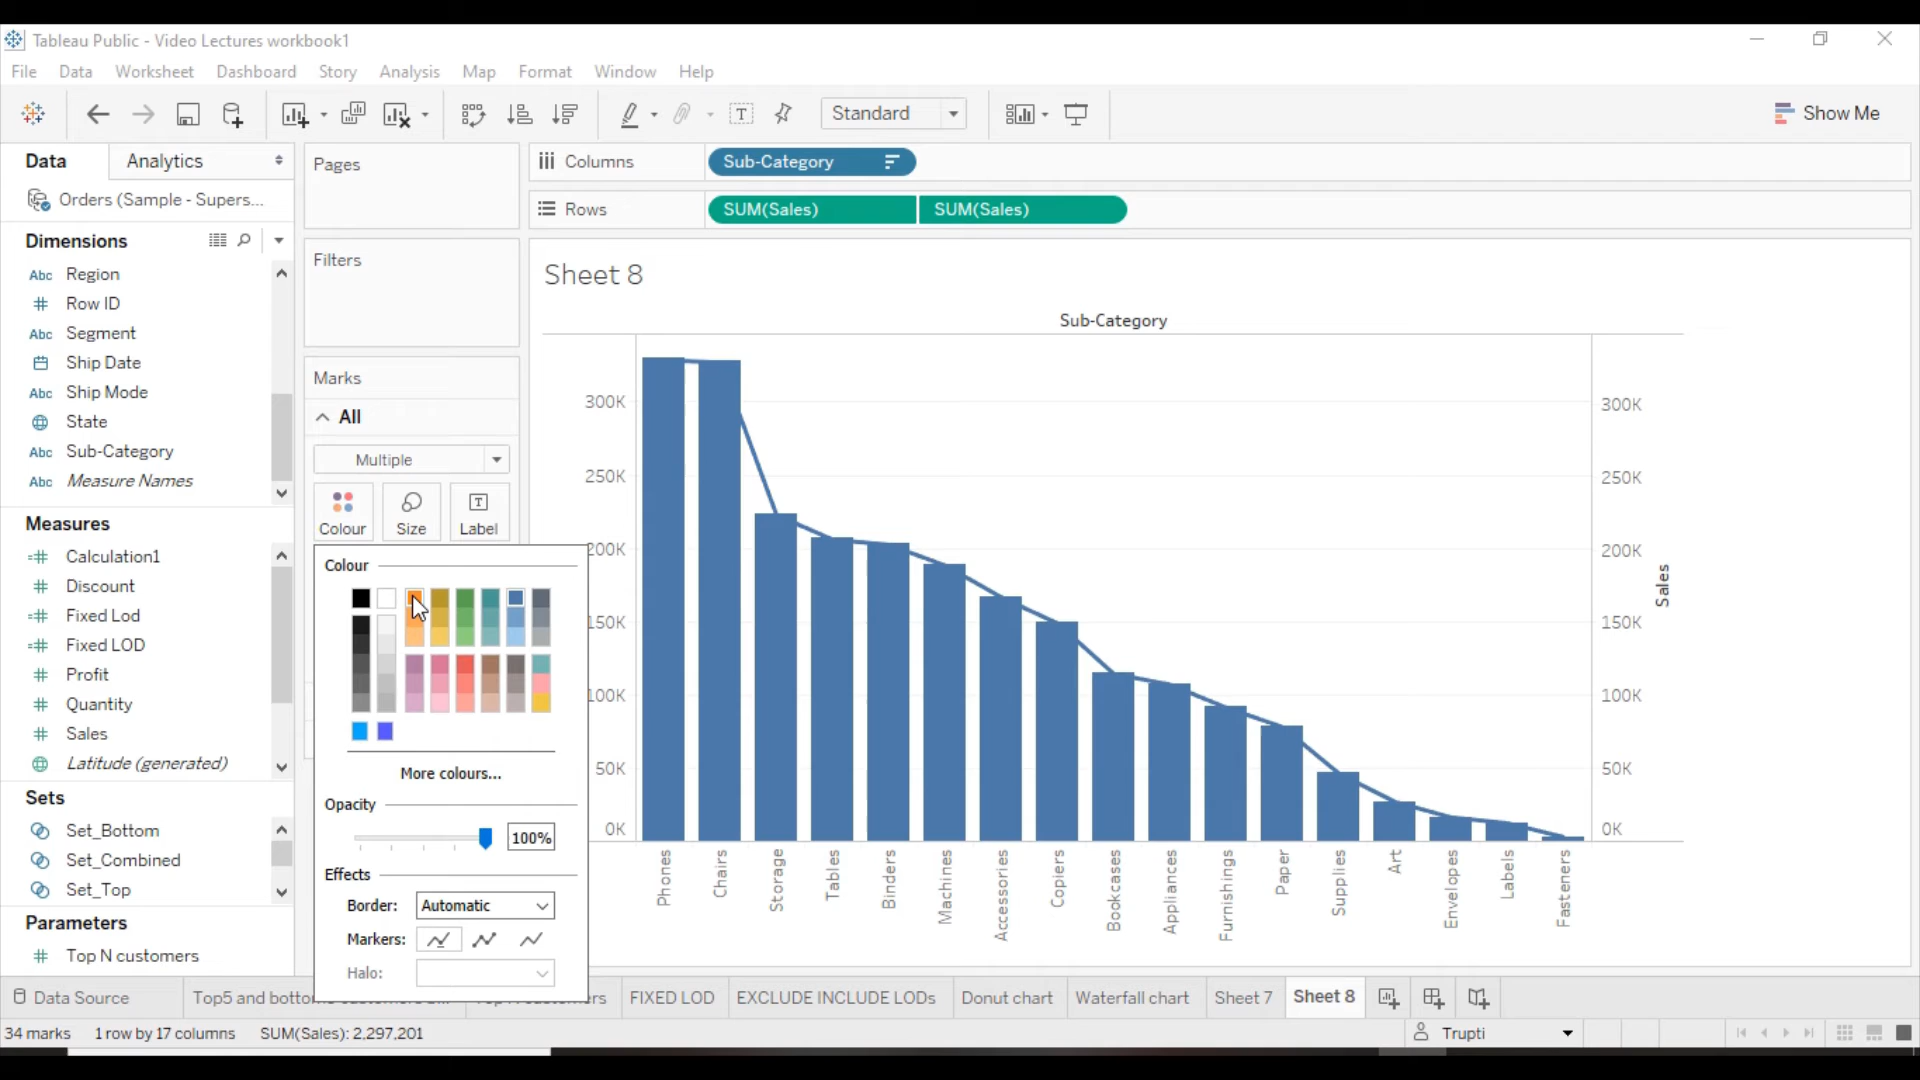 Tableau Public - Video Lectures workbook1
File Data Worksheet Dashboard Story Analysis Map Format Window Help
Standard
Show Me
Data Analytics
Orders (Sample - Supers...
Dimensions
Abc Region
Row ID
Abc Segment
Ship Date
Abc Ship Mode
State
Abc Sub-Category
Abc Measure Names
Measures
Calculation1
Discount
Fixed Lod
Fixed LOD
Profit
Quantity
Sales
Latitude (generated)
Sets
Set_Bottom
Set_Combined
Set_Top
Parameters
Top N customers
Pages
Filters
Marks
All
Multiple
Colour Size Label
Colour
More colours...
Opacity
100%
Effects
Border: Automatic
Markers:
Halo:
Columns Sub-Category
Rows SUM(Sales) SUM(Sales)
Sheet 8
Sub-Category
300K
250K
200K
150K
100K
50K
0K
300K
250K
200K
150K
100K
50K
0K
Sales
Phones
Chairs
Storage
Tables
Binders
Machines
Accessories
Copiers
Bookcases
Appliances
Furnishings
Paper
Supplies
Art
Envelopes
Labels
Fasteners
Data Source Top5 and FIXED LOD EXCLUDE INCLUDE LODs Donut chart Waterfall chart Sheet 7 Sheet 8
34 marks 1 row by 17 columns SUM(Sales): 2,297,201
Trupti